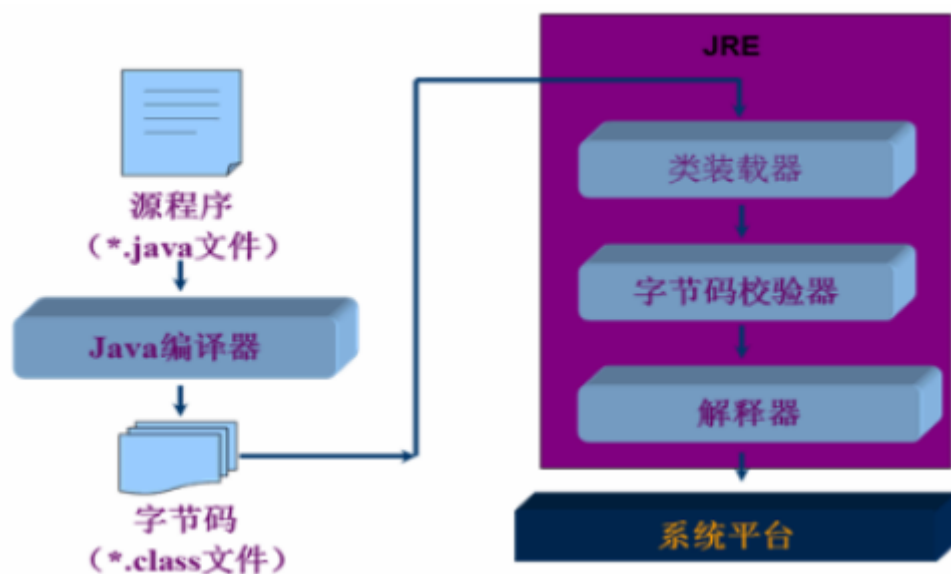 源程序
（*.java文件）
Java编译器
字节码
（*.class文件）
JRE
类装载器
字节码校验器
解释器
系统平台